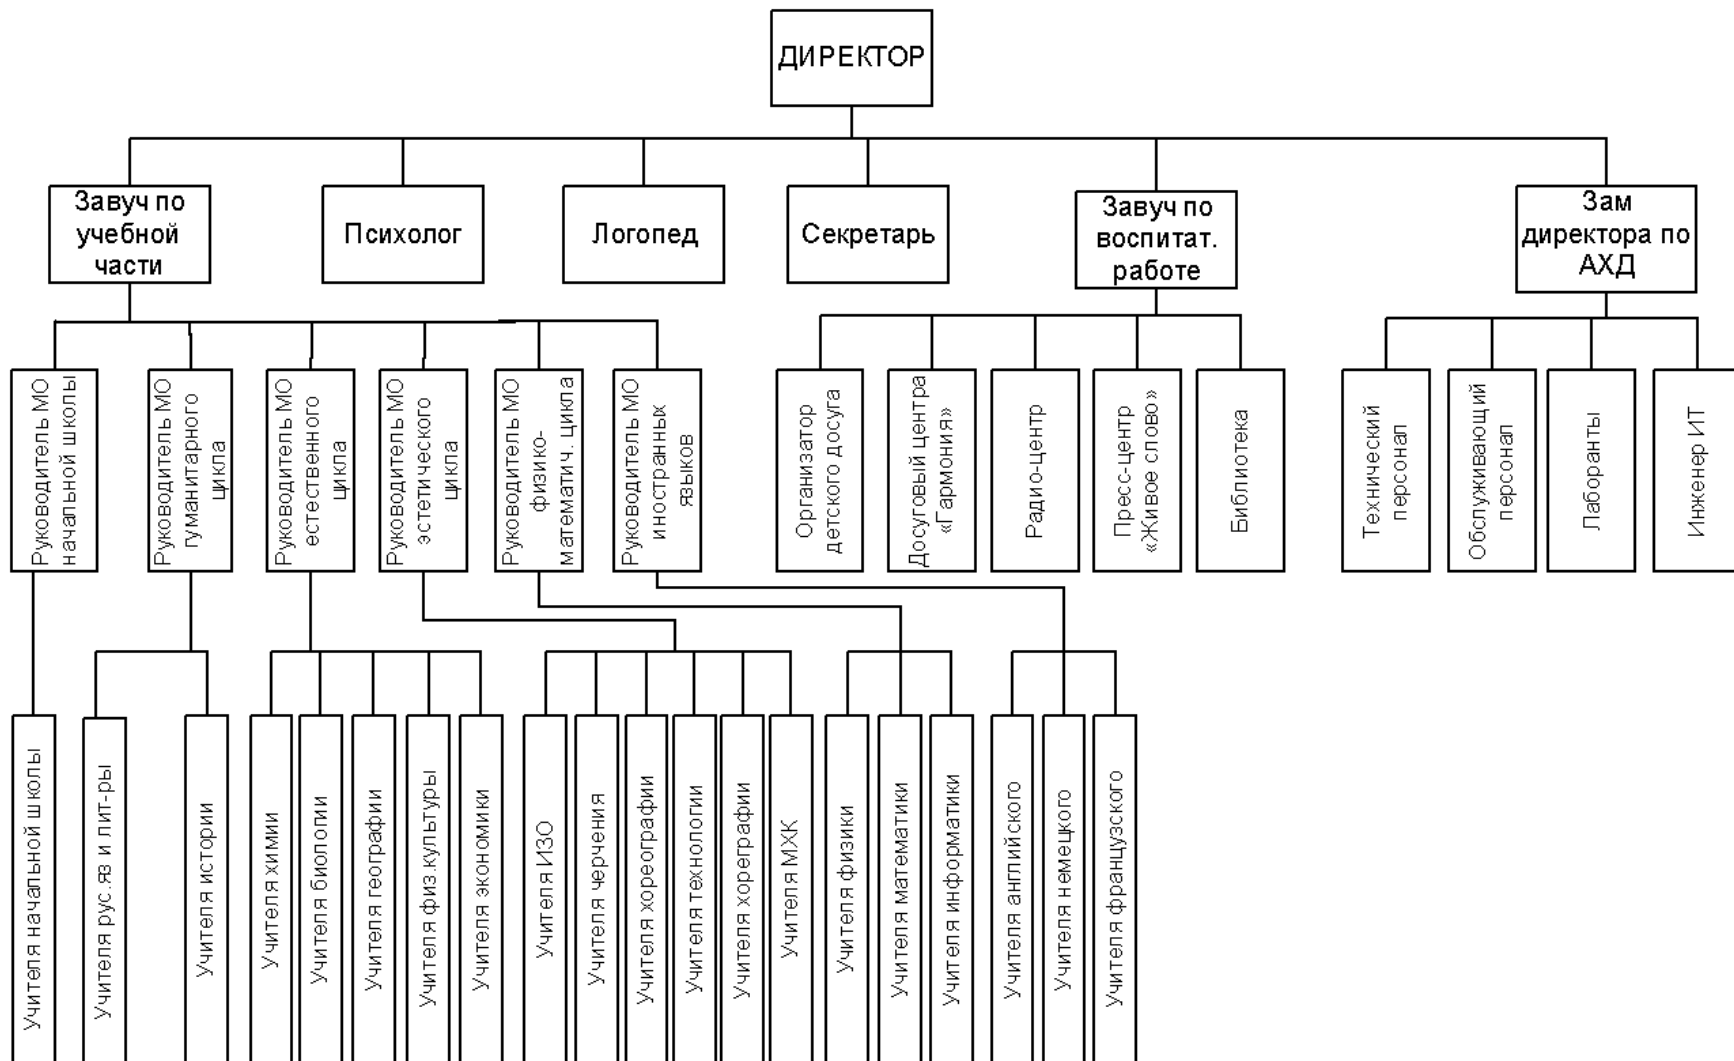 ДИРЕКТОР
Завуч по
учебной
части
Психолог
Логопед
Секретарь
Завуч по
воспитат.
работе
Зам
директора по
АХД
Руководитель МО
начальной школы
Руководитель МО
гуманитарного
цикла
Руководитель МО
естественного
цикла
Руководитель МО
эстетического
цикла
Руководитель МО
физико-
математич. цикла
Руководитель МО
иностранных
языков
Организатор
детского досуга
Досуговый центра
«Гармония»
Радио-центр
Пресс-центр
«Живое слово»
Библиотека
Технический
персонал
Обслуживающий
персонал
Лаборанты
Инженер ИТ
Учителя начальной школы
Учителя рус.яз и лит-ры
Учителя истории
Учителя химии
Учителя биологии
Учителя географии
Учителя физ.культуры
Учителя экономики
Учителя ИЗО
Учителя черчения
Учителя хореографии
Учителя технологии
Учителя хорегрaфии
Учителя МХК
Учителя физики
Учителя математики
Учителя информатики
Учителя английского
Учителя немецкого
Учителя французского